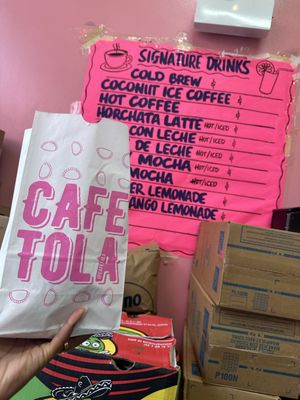 SIGNATURE DRINKS
COLD BREW
COCONUT ICE COFFEE
HOT COFFEE
HORCHATA LATTE HOT/ICED
CON LECHE HOT/ICED
DE LECHE HOT/ICED
MOCHA HOT/ICED
MOCHA HOT/ICED
LEMONADE
LEMONADE
CAFE
TOLA
P100N